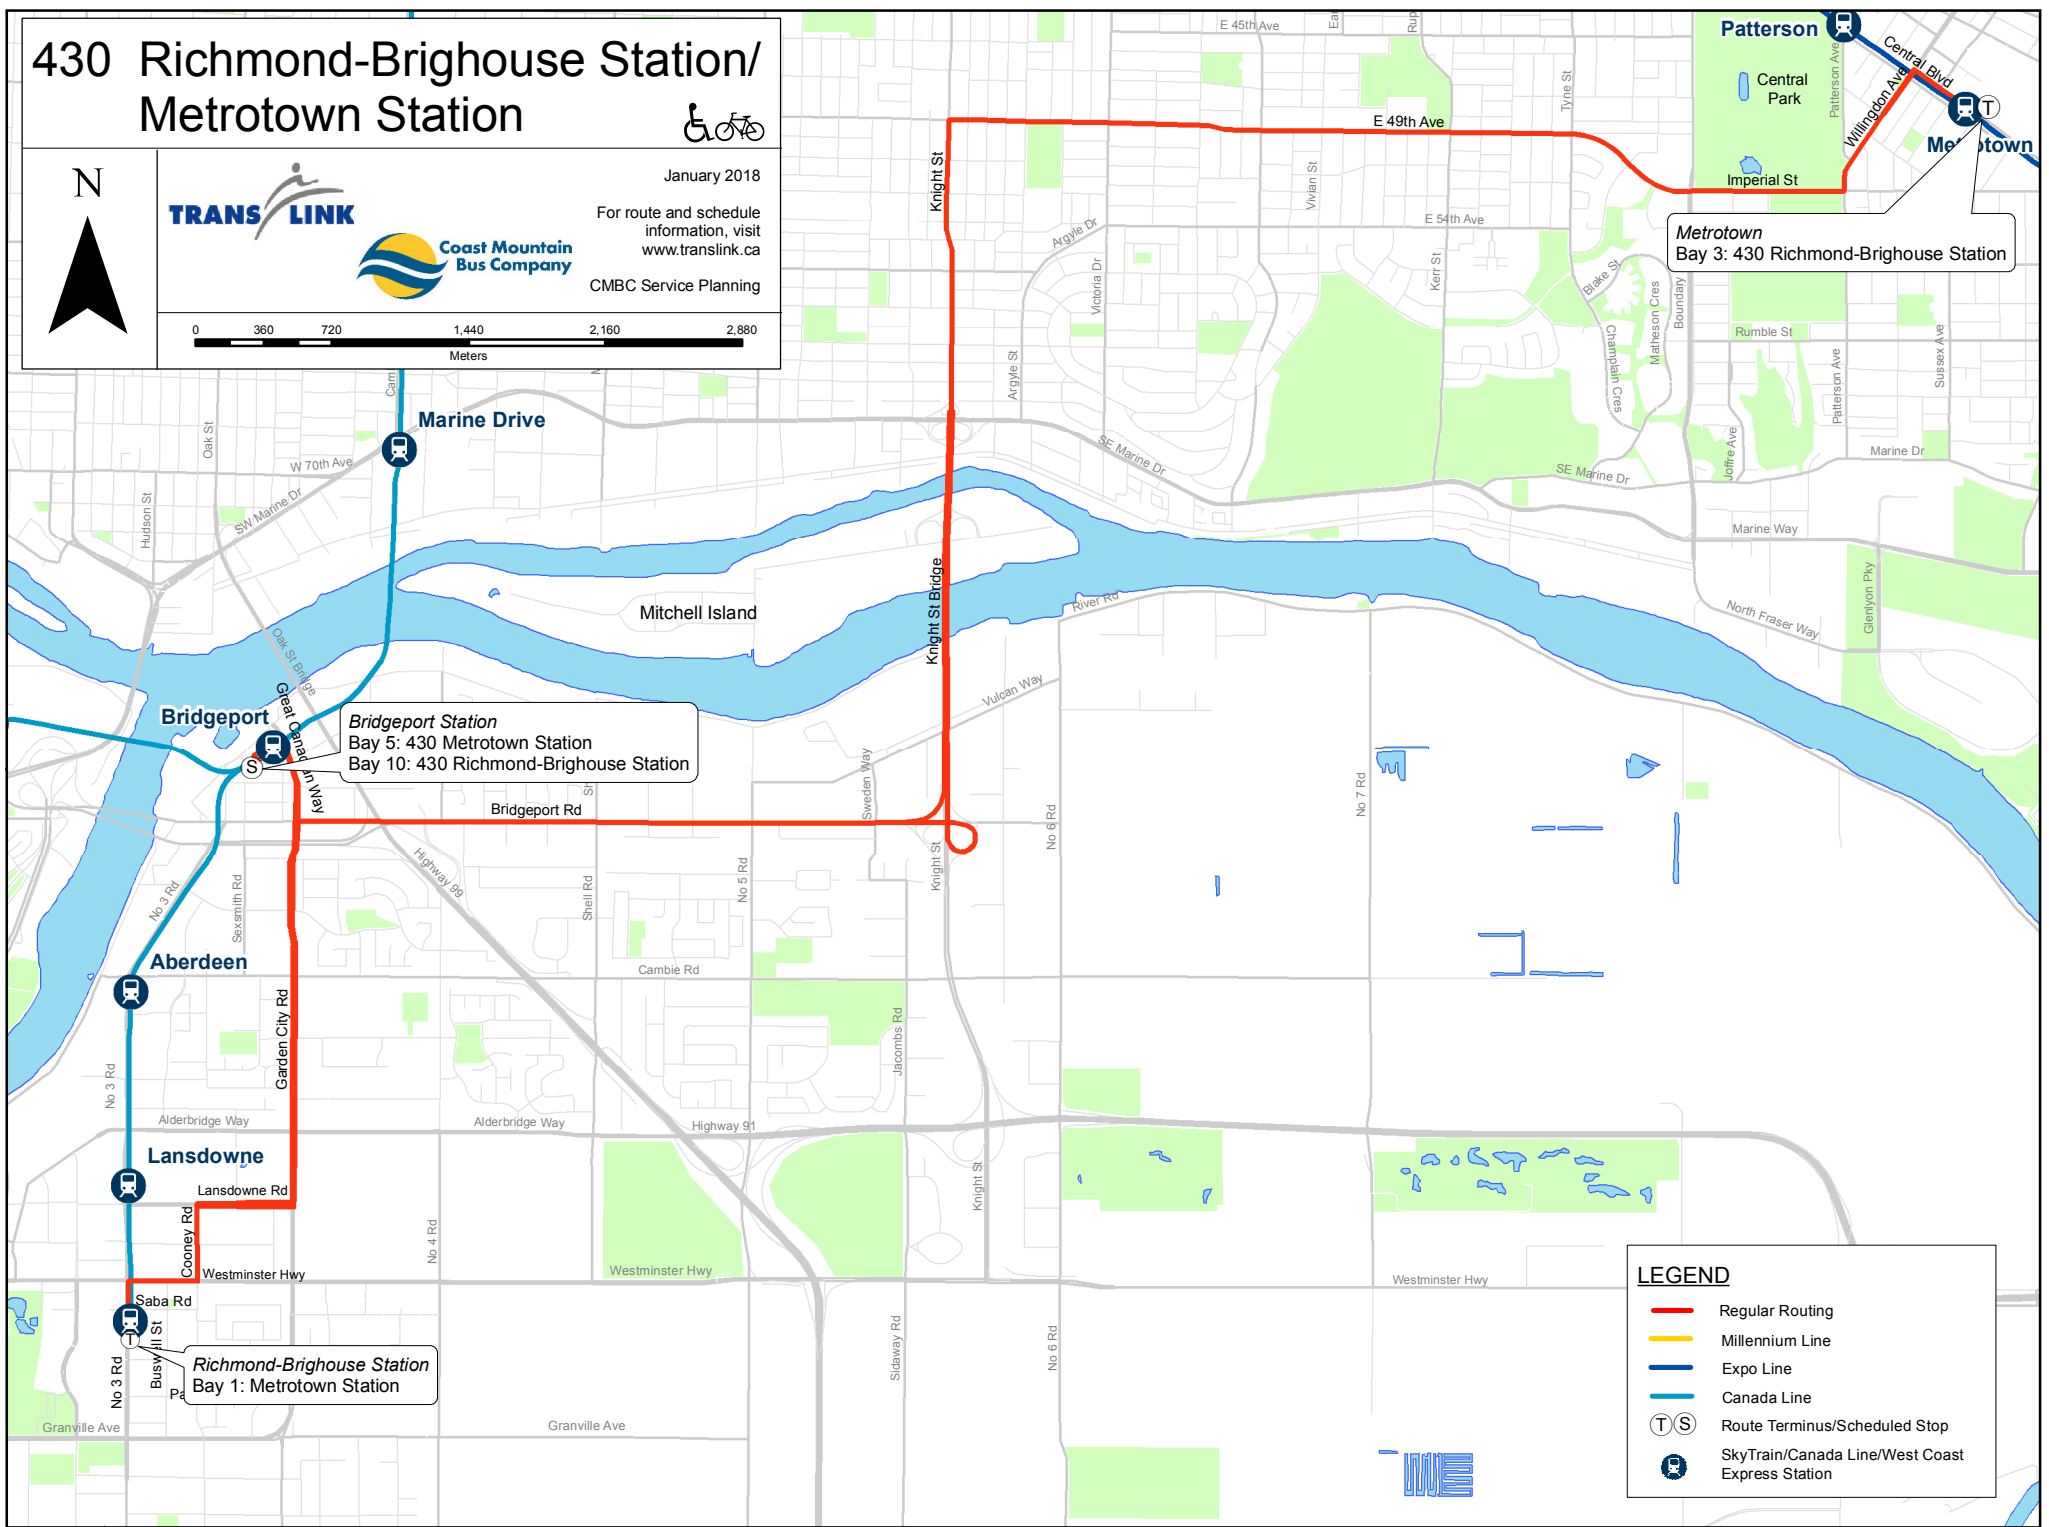 430 Richmond-Brighouse Station/
Metrotown Station
N
TRANS LINK
Coast Mountain
Bus Company
January 2018
For route and schedule
information, visit
www.translink.ca
CMBC Service Planning
0 360 720 1,440 2,160 2,880
Meters
E 45th Ave
Patterson
Central Blvd
Central
Park
Patterson Ave
Willingdon Ave
T
Tyne St
E 49th Ave
Knight St
Vivian St
Imperial St
E 54th Ave
Argyle Dr
Victoria Dr
Kerr St
Metrotown
Bay 3: 430 Richmond-Brighouse Station
Blake St
Champlain Cres
Matheson Cres
Boundary
Rumble St
Patterson Ave
Sussex Ave
Argyle St
Marine Drive
Oak St
W 70th Ave
SW Marine Dr
Hudson St
SE Marine Dr
SE Marine Dr
Joffre Ave
Marine Dr
Marine Way
Glenlyon Pky
North Fraser Way
Mitchell Island
Knight St Bridge
River Rd
Oak St Bridge
Vulcan Way
Bridgeport
S
Bridgeport Station
Bay 5: 430 Metrotown Station
Bay 10: 430 Richmond-Brighouse Station
Sweden Way
Bridgeport Rd
No 6 Rd
No 7 Rd
Highway 99
Knight St
No 3 Rd
Sexsmith Rd
Shell Rd
No 5 Rd
Aberdeen
Cambie Rd
Garden City Rd
Jacombs Rd
No 3 Rd
Alderbridge Way
Alderbridge Way
Highway 91
Lansdowne
Lansdowne Rd
Cooney Rd
No 4 Rd
Knight St
Westminster Hwy
Westminster Hwy
Westminster Hwy
Saba Rd
T
No 3 Rd
Richmond-Brighouse Station
Bay 1: Metrotown Station
Sidaway Rd
No 6 Rd
Granville Ave
Granville Ave
LEGEND
Regular Routing
Millennium Line
Expo Line
Canada Line
T S Route Terminus/Scheduled Stop
SkyTrain/Canada Line/West Coast
Express Station